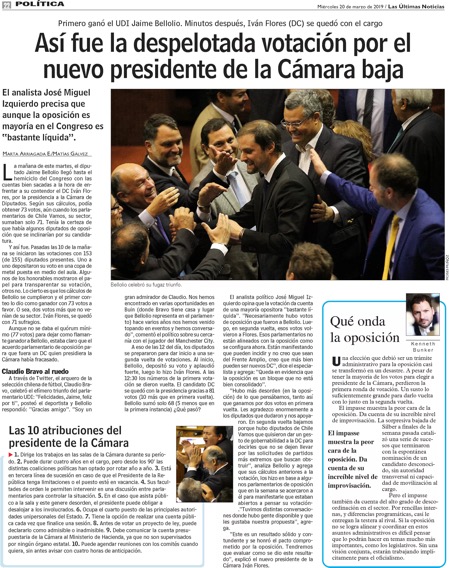 22
POLÍTICA
Miércoles 20 de marzo de 2019 / Las Últimas Noticias
Primero ganó el UDI Jaime Bellolio. Minutos después, Iván Flores (DC) se quedó con el cargo
Así fue la despelotada votación por el
nuevo presidente de la Cámara baja
El analista José Miguel
Izquierdo precisa que
aunque la oposición es
mayoría en el Congreso es
"bastante líquida".
MARTA ARRIAGADA E./MATÍAS GÁLVEZ
La mañana de este martes, el diputado
Jaime Bellolio llegó hasta el
hemiciclo del Congreso con las
cuentas bien sacadas a la hora de enfrentar
a su contendor el DC Iván Flores,
por la presidencia a la Cámara de
Diputados. Según sus cálculos, podía
obtener 73 votos, aún cuando los parlamentarios
de Chile Vamos, su sector,
sumaban solo 71. Tenía la certeza de
que había algunos diputados de oposición
que se inclinarían por su candidatura.
Y así fue. Pasadas las 10 de la mañana
se iniciaron las votaciones con 153
(de 155) diputados presentes. Uno a
uno depositaron su voto en una copa de
metal puesta en medio del aula. Algunos
de los honorables mostraron el papel
para transparentar su votación,
otros no. Lo cierto es que los cálculos de
Bellolio se cumplieron y el primer conteo
lo dio como ganador con 73 votos a
favor. O sea, dos votos más que no venían
de su sector. Iván Flores, se quedó
con 71 sufragios.
Aunque no se daba el quórum mínimo
(77 votos) para dejar como flamante
ganador a Bellolio, estaba claro que el
acuerdo parlamentario de oposición para
que fuera un DC quien presidiera la
Cámara había fracasado.
Claudio Bravo al ruedo
A través de Twitter, el arquero de la
selección chilena de fútbol, Claudio Bravo,
celebró el efímero triunfo del parlamentario
UDI: "Felicidades, Jaime, feliz
por ti", posteó el deportista y Bellolio
respondió: "Gracias amigo". "Soy un
Bellolio celebró su fugaz triunfo.
gran admirador de Claudio. Nos hemos
encontrado en varias oportunidades en
Buin (donde Bravo tiene casa y lugar
que Bellolio representa en el parlamento)
hace varios años nos hemos venido
topando en eventos y hemos conversado",
comentó el político sobre su cercanía
con el jugador del Manchester City.
A eso de las 12 del día, los diputados
se prepararon para dar inicio a una segunda
vuelta de votaciones. Al inicio,
Bellolio depositó su voto y aplaudido
fuerte, luego lo hizo Iván Flores. A las
12:30 los números de la primera votación
se dieron vuelta. El candidato DC
se quedó con la presidencia gracias a 81
votos (10 más que en primera vuelta).
Bellolio sumó solo 68 (5 menos que en
la primera instancia) ¿Qué pasó?
El analista político José Miguel Izquierdo
opina que la votación da cuenta
de una mayoría opositora "bastante líquida".
"Necesariamente hubo votos
de oposición que fueron a Bellolio. Luego,
en segunda vuelta, esos votos volvieron
a Flores. Esos parlamentarios no
están alineados con la oposición como
se configura ahora. Están manifestando
que pueden incidir y no creo que sean
del Frente Amplio, creo que más bien
pueden ser nuevos DC", dice el especialista
y agrega: "Queda en evidencia que
la oposición es un bloque que no está
bien consolidado".
"Hubo más desorden (en la oposición)
de lo que pensábamos, tanto así
que ganamos por dos votos en primera
vuelta. Les agradezco enormemente a
los diputados que dudaron y nos apoyaron.
En segunda vuelta bajamos
porque hubo diputados de Chile
Vamos que quisieron dar un gesto
de gobernabilidad a la DC para
decirles que no se dejen llevar
por las solicitudes de partidos
más extremos que buscan obstruir",
analiza Bellolio y agrega
que sus cálculos anteriores a la
votación, los hizo en base a algunos
parlamentarios de oposición
que en la semana se acercaron a
él para manifestarle que estaban
abiertos a pensar su votación:
"Tuvimos distintas conversaciones
donde hubo gente disponible y que
les gustaba nuestra propuesta", agrega.
"Este es un resultado sólido y contundente
y se honró el pacto comprometido
por la oposición. Tendremos
que evaluar como se dio este resultado",
explicó el nuevo presidente de la
Cámara Iván Flores.
Las 10 atribuciones del
presidente de la Cámara
1. Dirige los trabajos en las salas de la Cámara durante su período.
2. Puede durar cuatro años en el cargo, pero desde los 90' las
distintas coaliciones políticas han optado por rotar año a año. 3. Está
en tercera línea de sucesión en caso de que el Presidente de la República
tenga limitaciones o el puesto esté en vacancia. 4. Sus facultades
de orden le permiten intervenir en una discusión entre parlamentarios
para controlar la situación. 5. En el caso que asista público
a la sala y este genere desorden, el presidente puede obligar a
desalojar a los involucrados. 6. Ocupa el cuarto puesto de las principales autoridades
unipersonales del Estado. 7. Tiene la opción de realizar una cuenta pública
cada vez que finalice una sesión. 8. Antes de votar un proyecto de ley, puede
declararlo como admisible o inadmisible. 9. Debe comunicar la cuenta presupuestaria
de la Cámara al Ministerio de Hacienda, ya que no son supervisados
por ningún órgano estatal. 10. Puede agendar reuniones con los comités cuando
quiera, sin antes avisar con cuatro horas de anticipación.
Qué onda
la oposición
Kenneth
Bunker
Una elección que debió ser un trámite
administrativo para la oposición casi
se transformó en un desastre. A pesar de
tener la mayoría de los votos para elegir a
presidente de la Cámara, perdieron la
primera ronda de votación. Un susto lo
suficientemente grande para darlo vuelta
con lo justo en la segunda vuelta.
El impasse muestra la peor cara de la
oposición. Da cuenta de su increíble nivel
de improvisación. La sorpresiva bajada de
Silber a finales de la
semana pasada catalizó
una serie de sucesos
que terminaron
con la espontánea
nominación de un
candidato desconocido,
sin autoridad
transversal ni capacidad
de movilización al
cargo.
El impasse
muestra la peor
cara de la
oposición. Da
cuenta de su
increíble nivel de
improvisación.
Pero el impasse
también da cuenta del alto grado de descoordinación
en el sector. Por rencillas internas,
y diferencias programáticas, casi le
entregan la testera al rival. Si la oposición
no se logra alinear y coordinar en estos
asuntos administrativos es difícil pensar
que lo podrán hacer en temas mucho más
importantes, como los legislativos. Sin una
visión conjunta, estarán trabajando implícitamente
para el oficialismo.